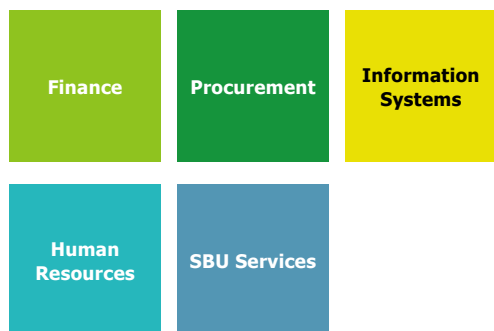 Finance
Procurement
Information
Systems
Human
Resources
SBU Services